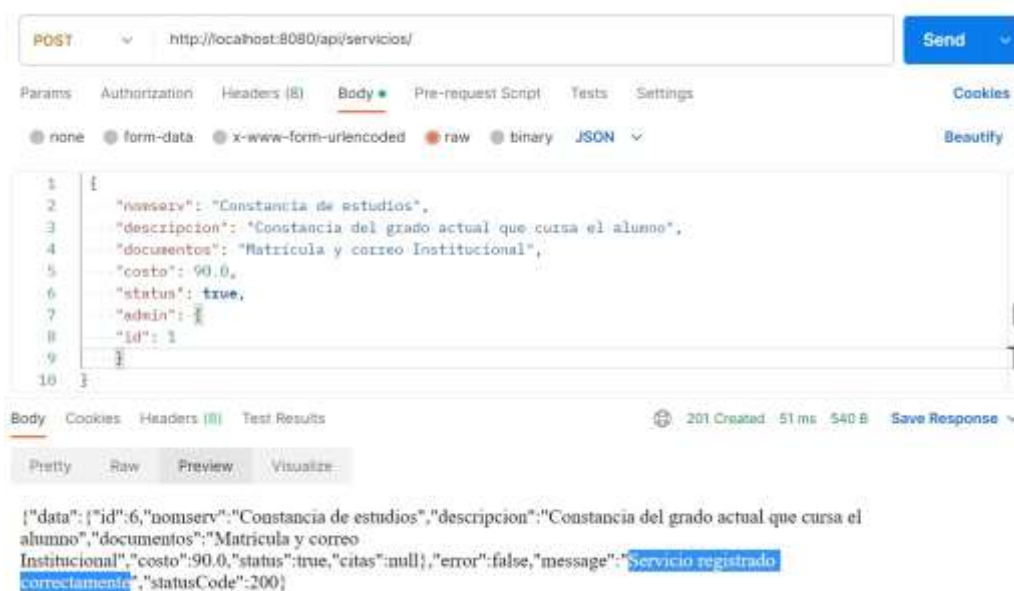 POST http://localhost:8080/api/servicios/ Send
Params Authorization Headers (8) Body Pre-request Script Tests Settings Cookies
none form-data x-www-form-urlencoded raw binary JSON Beautify
1 {
2 "nomserv": "Constancia de estudios",
3 "descripcion": "Constancia del grado actual que cursa el alumno",
4 "documentos": "Matrícula y correo Institucional",
5 "costo": 90.0,
6 "status": true,
7 "admin": {
8 "id": 1
9 }
10 }
Body Cookies Headers (8) Test Results 201 Created 51 ms 540 B Save Response
Pretty Raw Preview Visualize
{"data":{"id":6,"nomserv":"Constancia de estudios","descripcion":"Constancia del grado actual que cursa el
alumno","documentos":"Matrícula y correo
Institucional","costo":90.0,"status":true,"citas":null},"error":false,"message":"Servicio registrado
correctamente","statusCode":200}